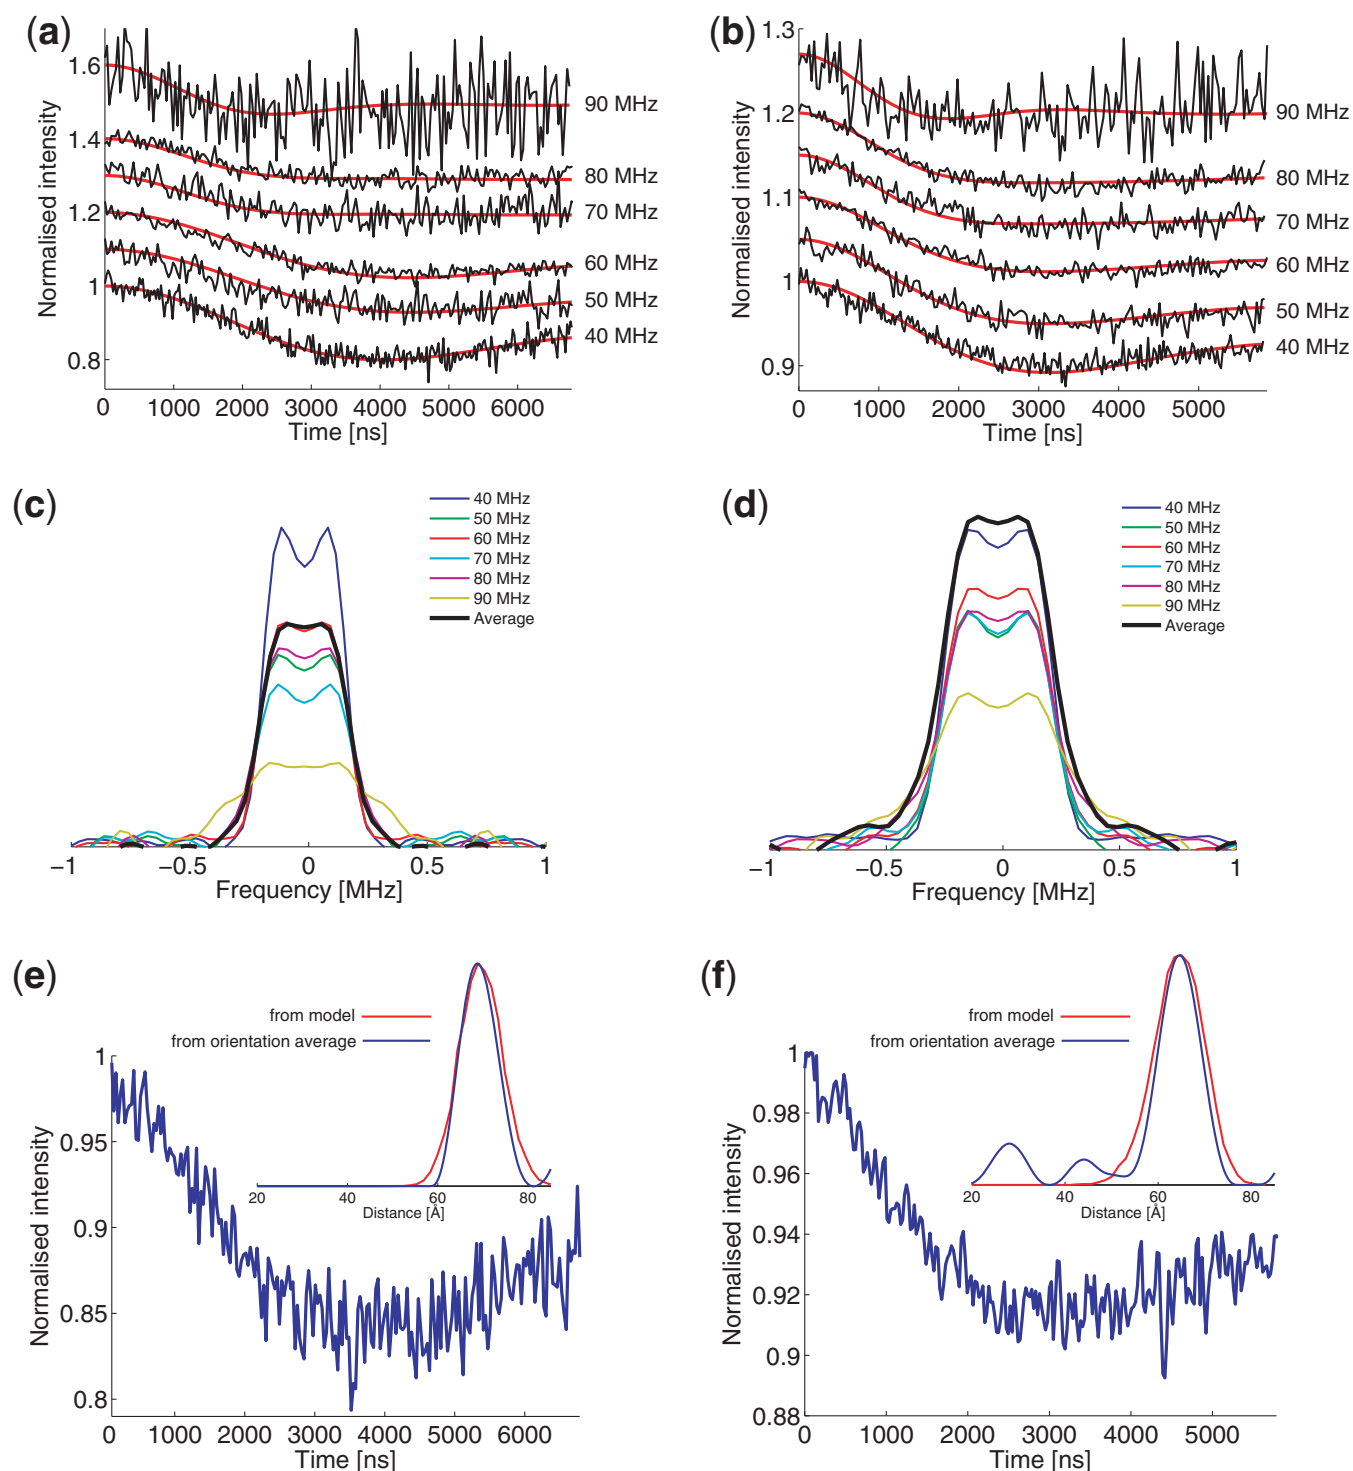 (a)
Normalised intensity
1.6
1.4
1.2
1
0.8
90 MHz
80 MHz
70 MHz
60 MHz
50 MHz
40 MHz
0 1000 2000 3000 4000 5000 6000
Time [ns]
(b)
Normalised intensity
1.3
1.2
1.1
1
0.9
90 MHz
80 MHz
70 MHz
60 MHz
50 MHz
40 MHz
0 1000 2000 3000 4000 5000
Time [ns]
(c)
40 MHz
50 MHz
60 MHz
70 MHz
80 MHz
90 MHz
Average
−1 −0.5 0 0.5 1
Frequency [MHz]
(d)
40 MHz
50 MHz
60 MHz
70 MHz
80 MHz
90 MHz
Average
−1 −0.5 0 0.5 1
Frequency [MHz]
(e)
from model
from orientation average
20 40 60 80
Distance [Å]
Normalised intensity
1
0.95
0.9
0.85
0.8
0 1000 2000 3000 4000 5000 6000
Time [ns]
(f)
from model
from orientation average
20 40 60 80
Distance [Å]
Normalised intensity
1
0.98
0.96
0.94
0.92
0.9
0.88
0 1000 2000 3000 4000 5000
Time [ns]